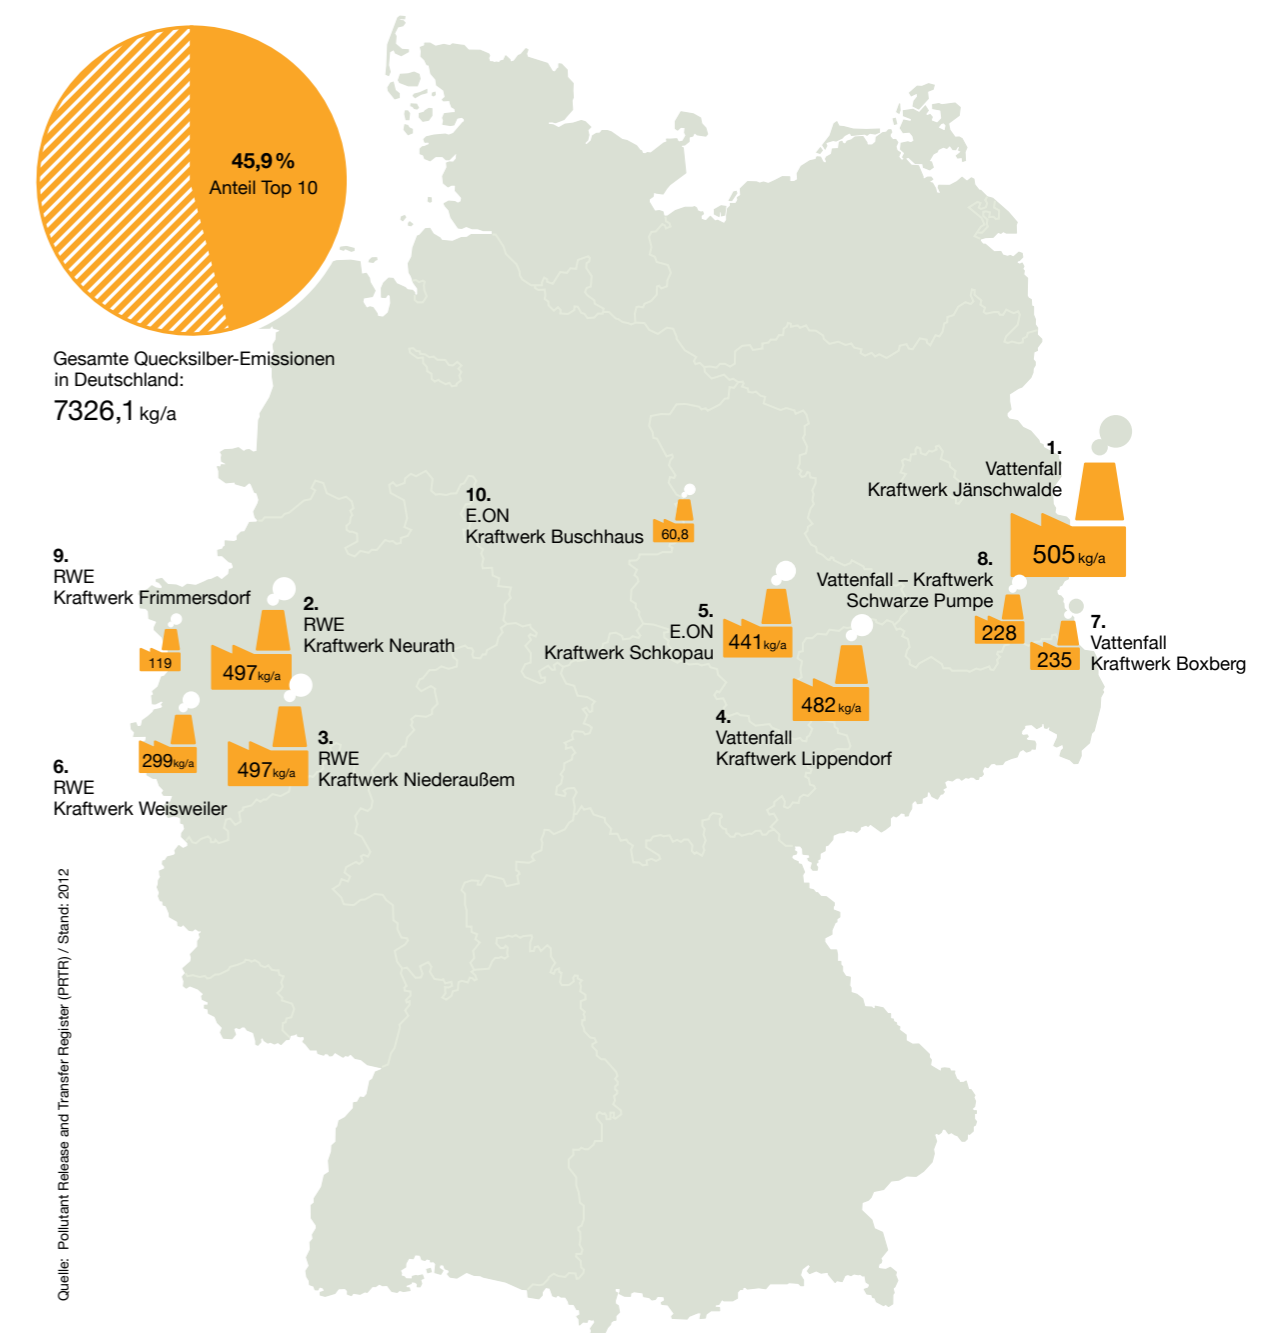 45,9 %
Anteil Top 10
Gesamte Quecksilber-Emissionen
in Deutschland:
7326,1 kg/a
1.
Vattenfall
Kraftwerk Jänschwalde
505 kg/a
10.
E.ON
Kraftwerk Buschhaus
60,8
9.
RWE
Kraftwerk Frimmersdorf
119
2.
RWE
Kraftwerk Neurath
497 kg/a
8.
Vattenfall – Kraftwerk
Schwarze Pumpe
228
5.
E.ON
Kraftwerk Schkopau
441 kg/a
7.
Vattenfall
Kraftwerk Boxberg
235
4.
Vattenfall
Kraftwerk Lippendorf
482 kg/a
3.
RWE
Kraftwerk Niederaußem
497 kg/a
6.
RWE
Kraftwerk Weisweiler
299 kg/a
Quelle: Pollutant Release and Transfer Register (PRTR) / Stand: 2012